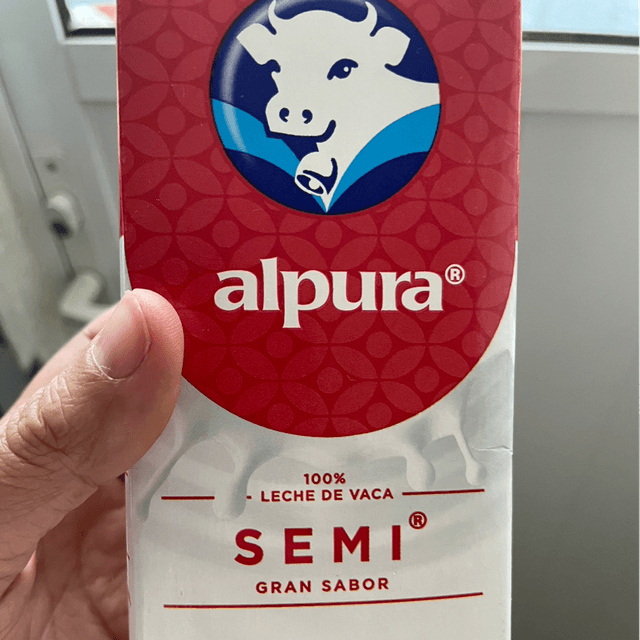 alpura®
100%
LECHE DE VACA
SEMI®
GRAN SABOR